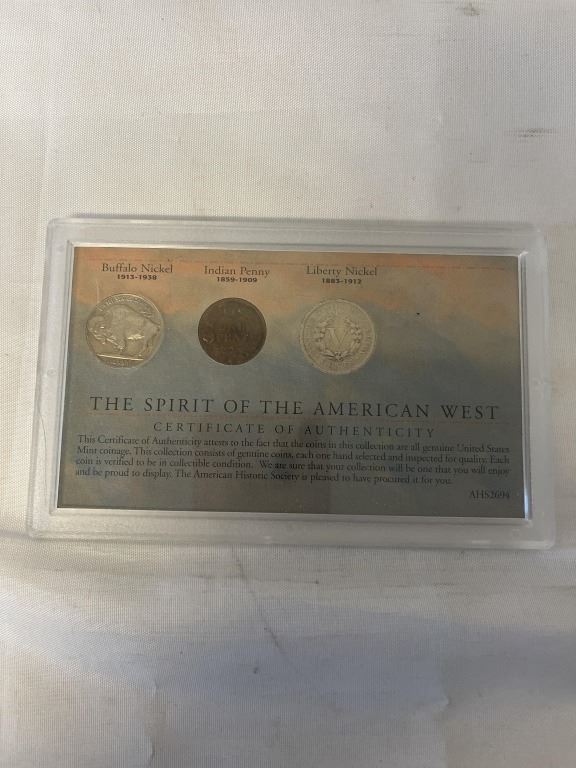 Buffalo Nickel Indian Penny Liberty Nickel
1913-1938 1859-1909 1883-1912
ONE
CENT
V
THE SPIRIT OF THE AMERICAN WEST
CERTIFICATE OF AUTHENTICITY
This Certificate of Authenticity attests to the fact that the coins in this collection are all genuine United States
Mint coinage. This collection consists of genuine coins, each one hand selected and inspected for quality. Each
coin is verified to be in collectible condition. We are sure that your collection will be one that you will enjoy
and be proud to display. The American Historic Society is pleased to have procured it for you.
AHS2694